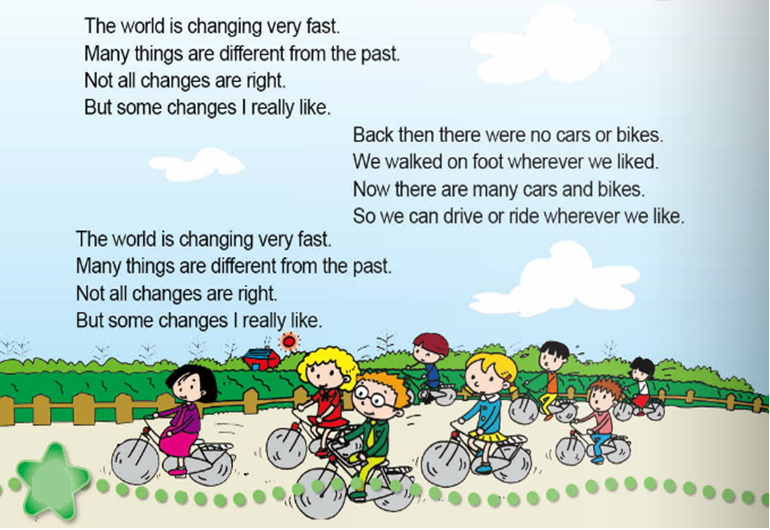 The world is changing very fast.
Many things are different from the past.
Not all changes are right.
But some changes I really like.
Back then there were no cars or bikes.
We walked on foot wherever we liked.
Now there are many cars and bikes.
So we can drive or ride wherever we like.
The world is changing very fast.
Many things are different from the past.
Not all changes are right.
But some changes I really like.